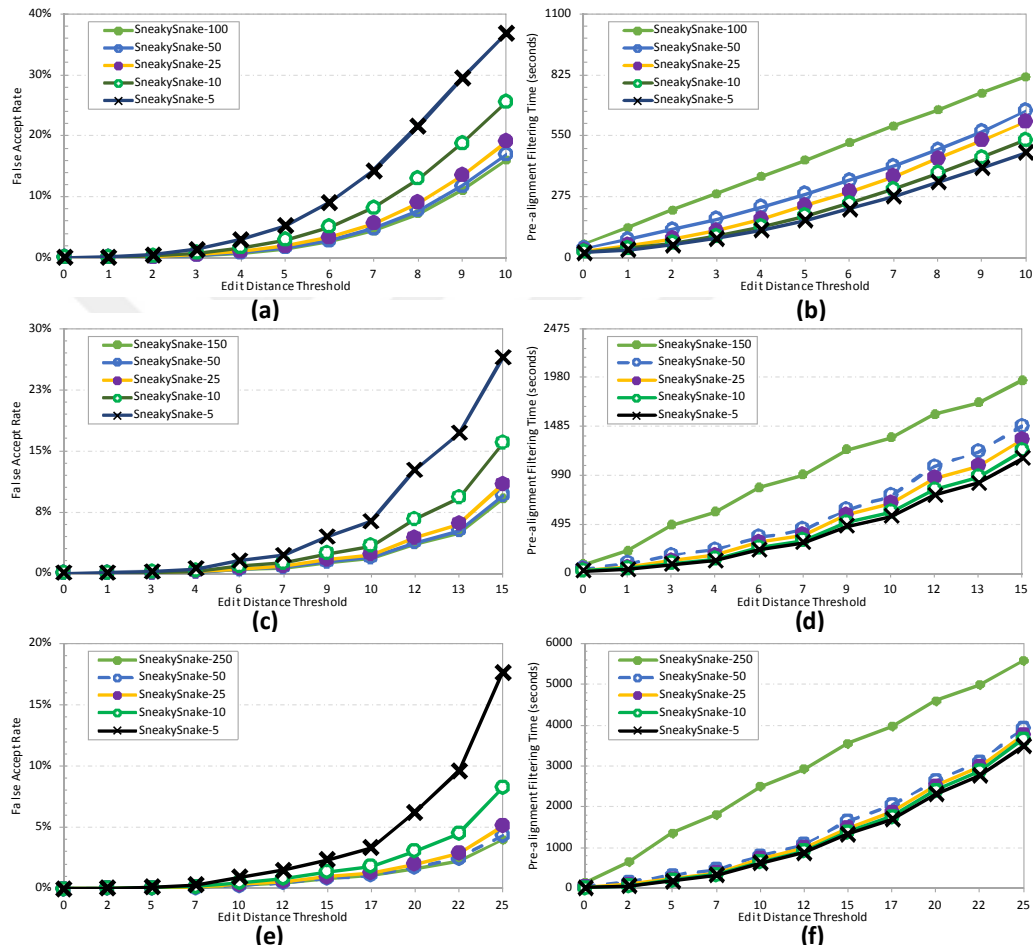 40%
30%
20%
10%
0%
False Accept Rate
SneakySnake-100
SneakySnake-50
SneakySnake-25
SneakySnake-10
SneakySnake-5
0 1 2 3 4 5 6 7 8 9 10
Edit Distance Threshold
(a)
1100
825
550
275
0
Pre-alignment Filtering Time (seconds)
SneakySnake-100
SneakySnake-50
SneakySnake-25
SneakySnake-10
SneakySnake-5
0 1 2 3 4 5 6 7 8 9 10
Edit Distance Threshold
(b)
30%
23%
15%
8%
0%
False Accept Rate
SneakySnake-150
SneakySnake-50
SneakySnake-25
SneakySnake-10
SneakySnake-5
0 1 3 4 6 7 9 10 12 13 15
Edit Distance Threshold
(c)
2475
1980
1485
990
495
0
Pre-alignment Filtering Time (seconds)
SneakySnake-150
SneakySnake-50
SneakySnake-25
SneakySnake-10
SneakySnake-5
0 1 3 4 6 7 9 10 12 13 15
Edit Distance Threshold
(d)
20%
15%
10%
5%
0%
False Accept Rate
SneakySnake-250
SneakySnake-50
SneakySnake-25
SneakySnake-10
SneakySnake-5
0 2 5 7 10 12 15 17 20 22 25
Edit Distance Threshold
(e)
6000
5000
4000
3000
2000
1000
0
Pre-alignment Filtering Time (seconds)
SneakySnake-250
SneakySnake-50
SneakySnake-25
SneakySnake-10
SneakySnake-5
0 2 5 7 10 12 15 17 20 22 25
Edit Distance Threshold
(f)